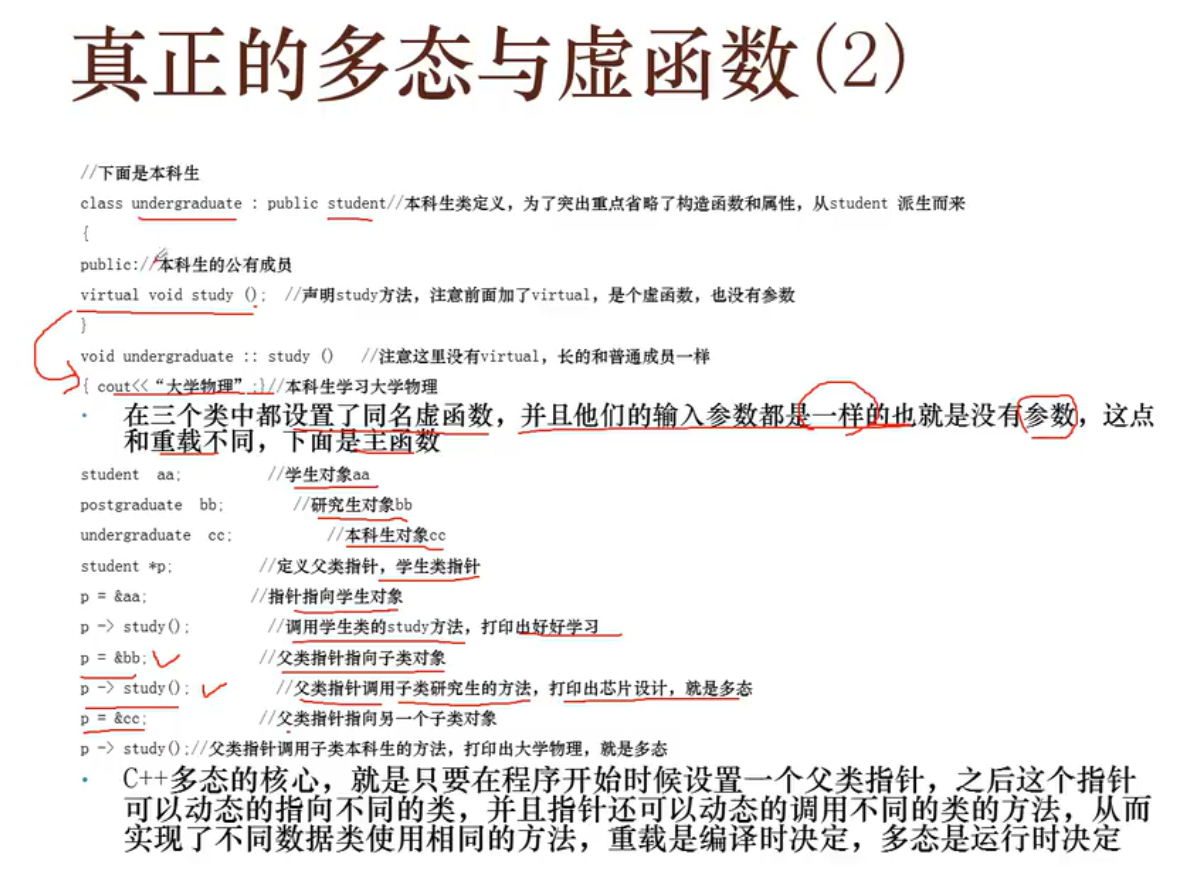 真正的多态与虚函数(2)
//下面是本科生
class undergraduate : public student//本科生类定义，为了突出重点省略了构造函数和属性，从student 派生而来
{
public://本科生的公有成员
virtual void study ();  //声明study方法，注意前面加了virtual，是个虚函数，也没有参数
}
void undergraduate :: study ()   //注意这里没有virtual，长的和普通成员一样
{ cout<<“大学物理”;}//本科生学习大学物理
• 在三个类中都设置了同名虚函数，并且他们的输入参数都是一样的也就是没有参数，这点
和重载不同，下面是主函数
student  aa;          //学生对象aa
postgraduate  bb;        //研究生对象bb
undergraduate  cc;           //本科生对象cc
student *p;          //定义父类指针，学生类指针
p = &aa;            //指针指向学生对象
p -> study();         //调用学生类的study方法，打印出好好学习
p = &bb;            //父类指针指向子类对象
p -> study();          //父类指针调用子类研究生的方法，打印出芯片设计，就是多态
p = &cc;            //父类指针指向另一个子类对象
p -> study();//父类指针调用子类本科生的方法，打印出大学物理，就是多态
• C++多态的核心，就是只要在程序开始时候设置一个父类指针，之后这个指针
可以动态的指向不同的类，并且指针还可以动态的调用不同的类的方法，从而
实现了不同数据类使用相同的方法，重载是编译时决定，多态是运行时决定